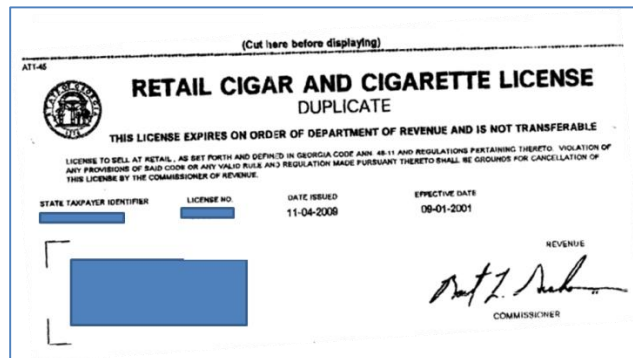 (Cut here before displaying)
AT1-45
RETAIL CIGAR AND CIGARETTE LICENSE
DUPLICATE
THIS LICENSE EXPIRES ON ORDER OF DEPARTMENT OF REVENUE AND IS NOT TRANSFERABLE
LICENSE TO SELL AT RETAIL, AS SET FORTH AND DEFINED IN GEORGIA CODE ANN. 48-11 AND REGULATIONS PERTAINING THERETO. VIOLATION OF
ANY PROVISIONS OF SAID CODE OR ANY VALID RULE AND REGULATION MADE PURSUANT THERETO SHALL BE GROUNDS FOR CANCELLATION OF
THIS LICENSE BY THE COMMISSIONER OF REVENUE.
STATE TAXPAYER IDENTIFIER LICENSE NO. DATE ISSUED EFFECTIVE DATE
11-04-2009 09-01-2001
REVENUE
COMMISSIONER